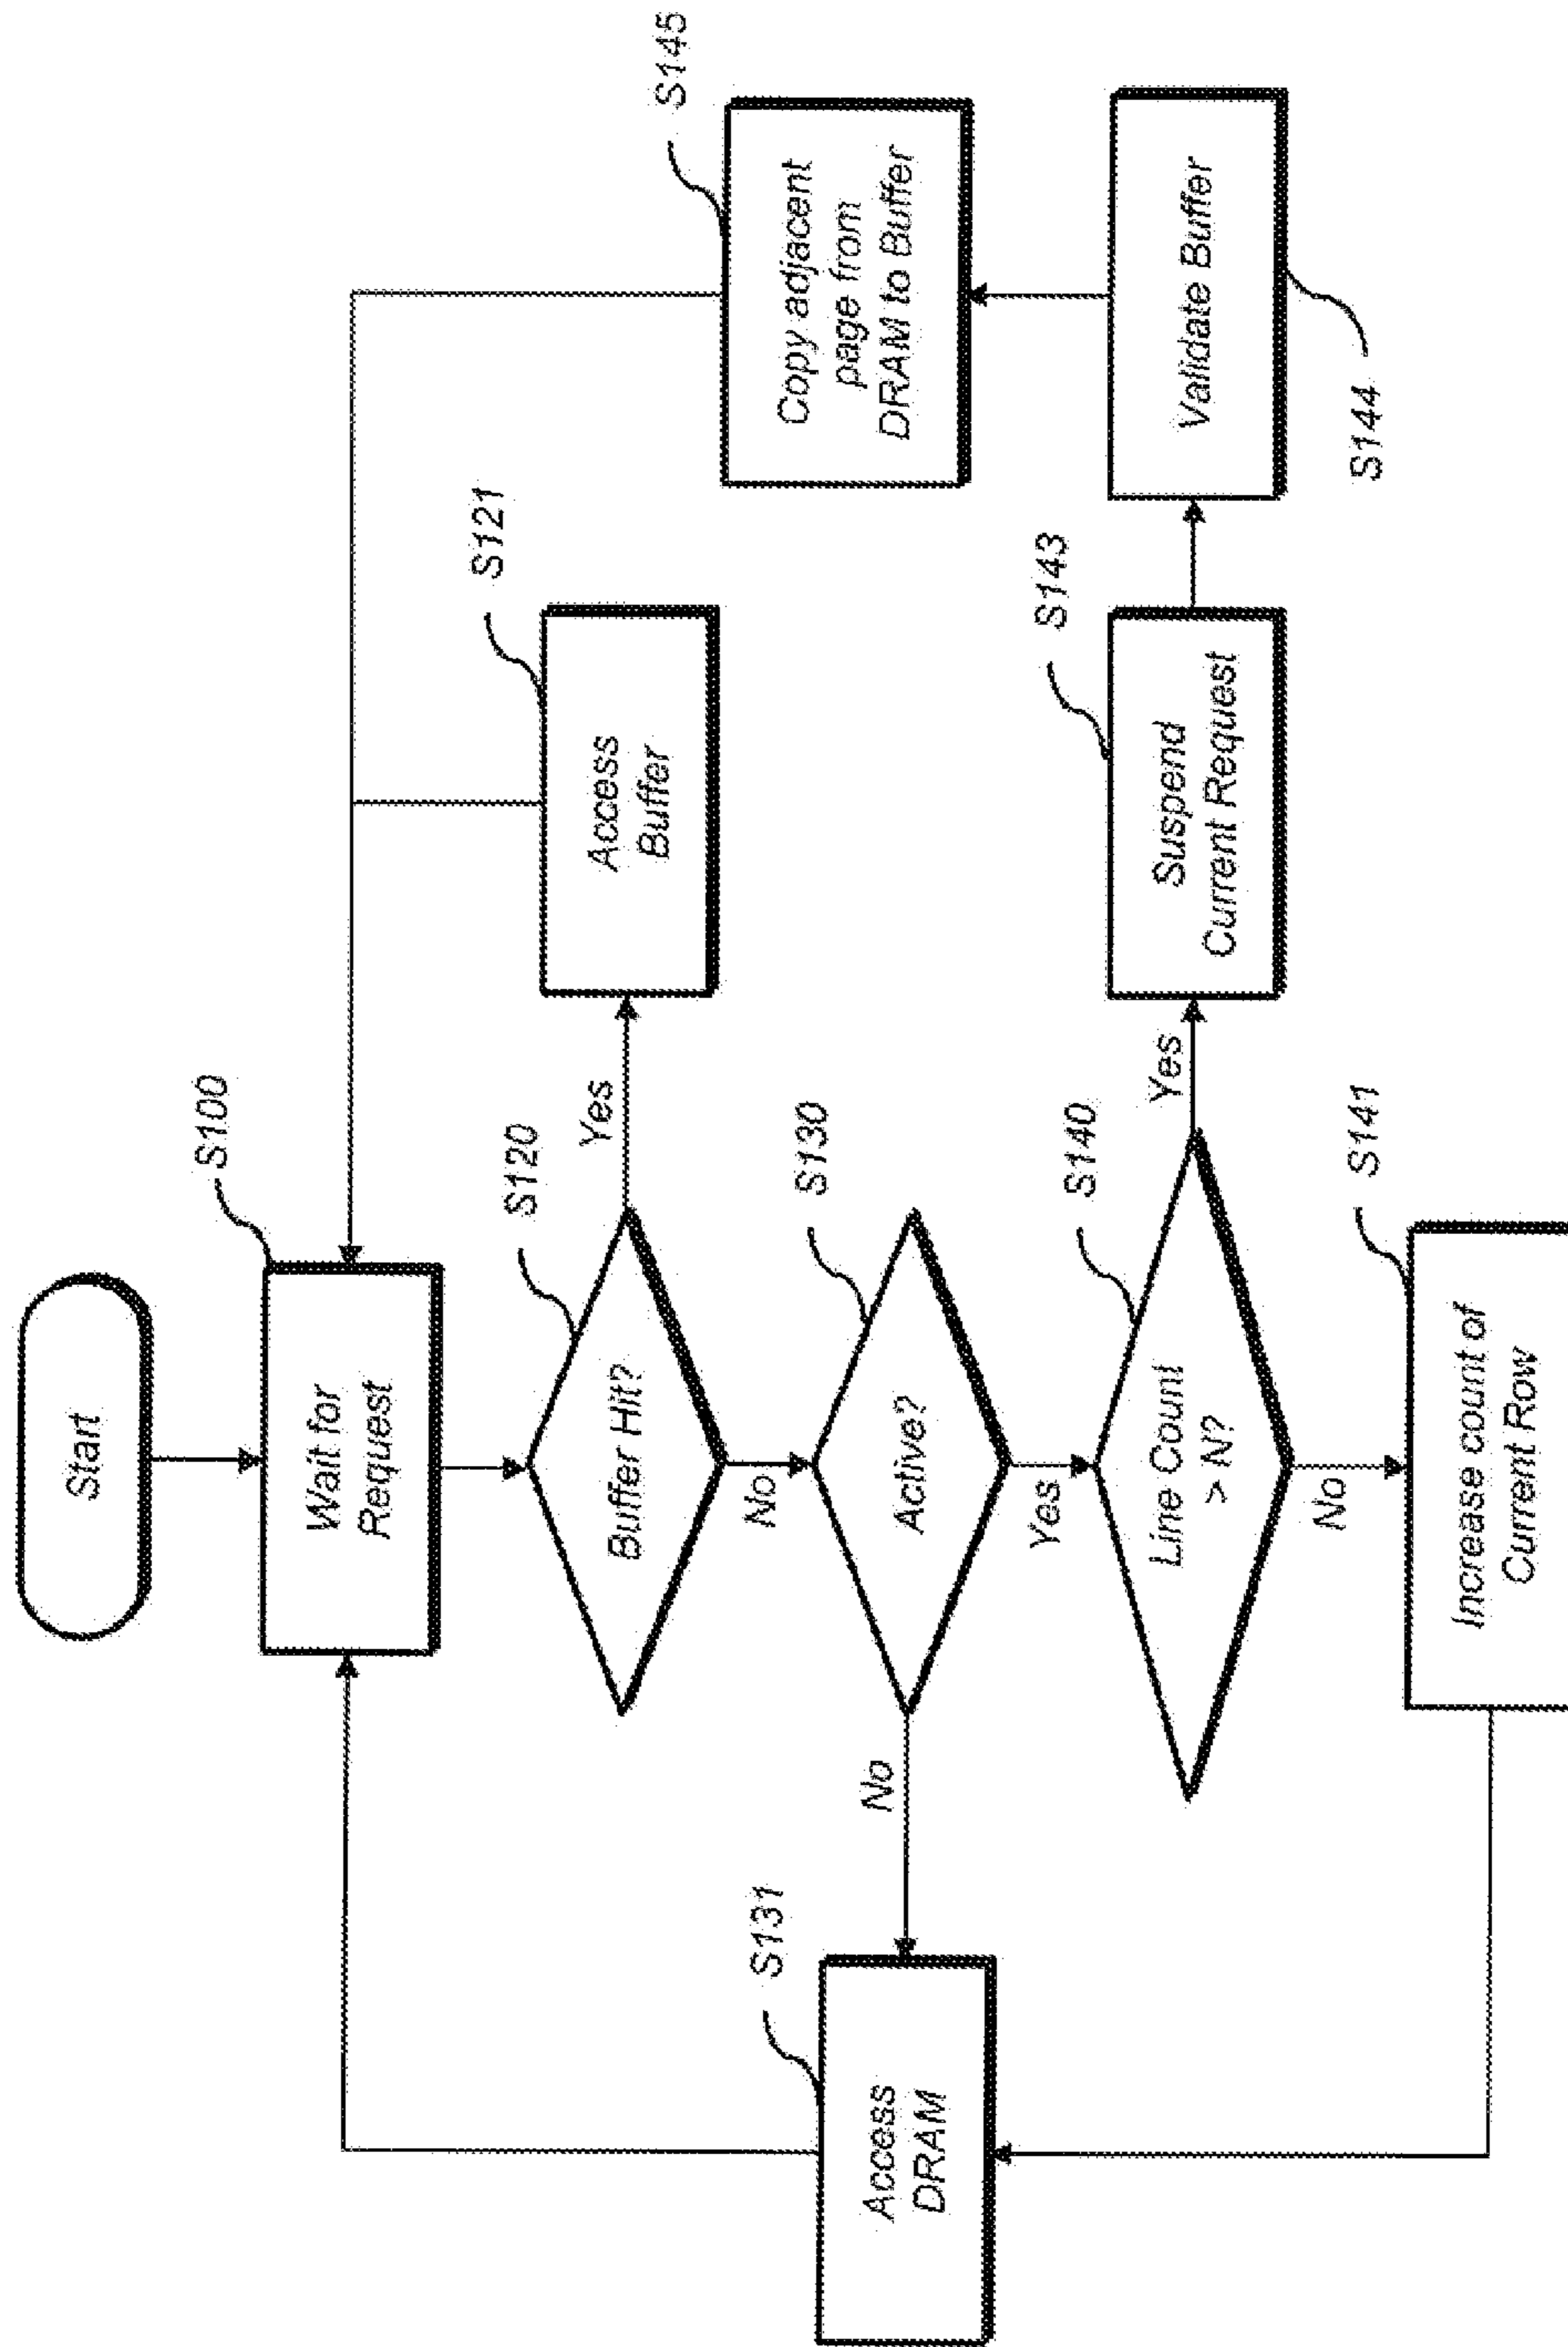 Start
S100
Wait for
Request
S120
Buffer Hit?
Yes
S121
Access
Buffer
No
S130
Active?
No
S131
Access
DRAM
Yes
S140
Line Count
> N?
Yes
S143
Suspend
Current Request
S144
Validate Buffer
S145
Copy adjacent
page from
DRAM to Buffer
No
S141
Increase count of
Current Row